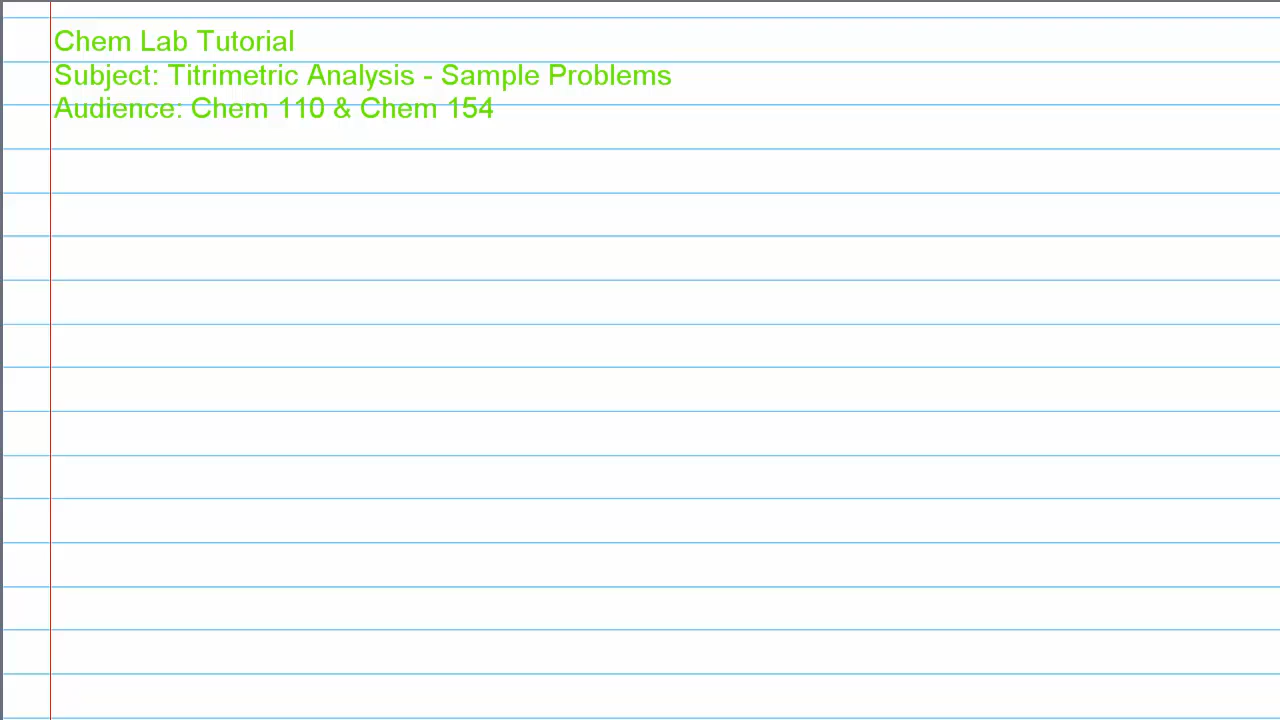 Chem Lab Tutorial
Subject: Titrimetric Analysis - Sample Problems
Audience: Chem 110 & Chem 154